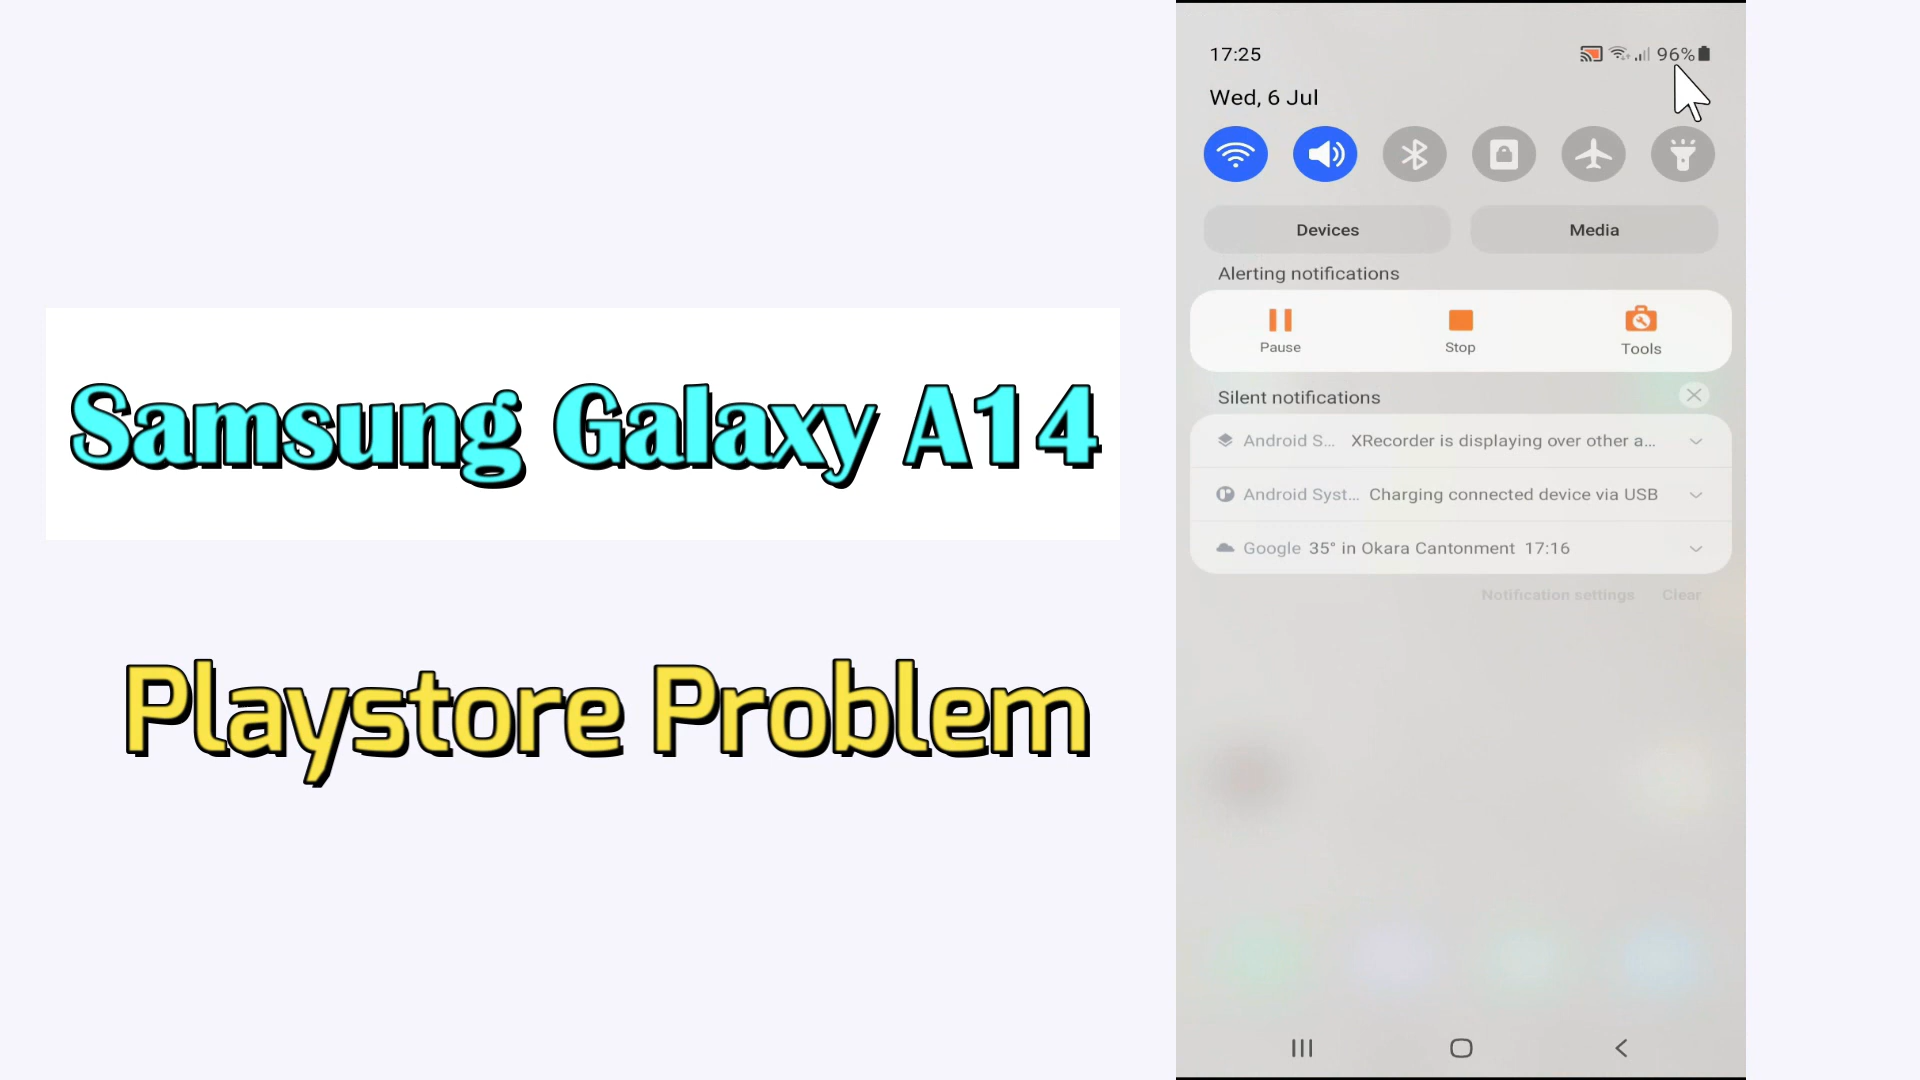 Samsung Galaxy A14
Playstore Problem
17:25
96%
Wed, 6 Jul
Devices
Media
Alerting notifications
Pause
Stop
Tools
Silent notifications
Android S... XRecorder is displaying over other a...
Android Syst... Charging connected device via USB
Google 35° in Okara Cantonment 17:16
Notification settings
Clear